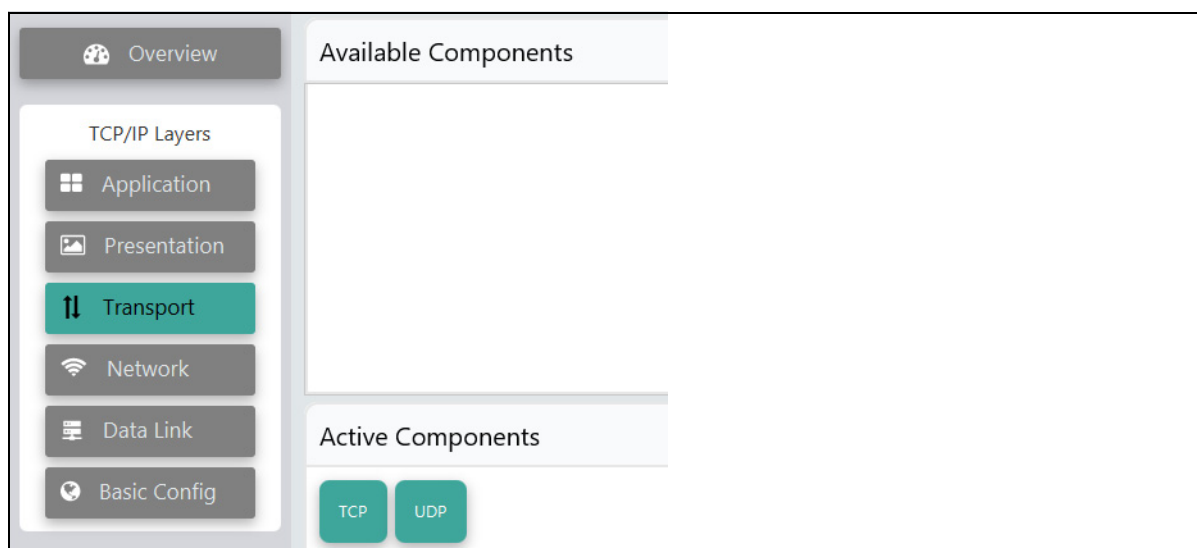 Overview
TCP/IP Layers
Application
Presentation
Transport
Network
Data Link
Basic Config
Available Components
Active Components
TCP UDP